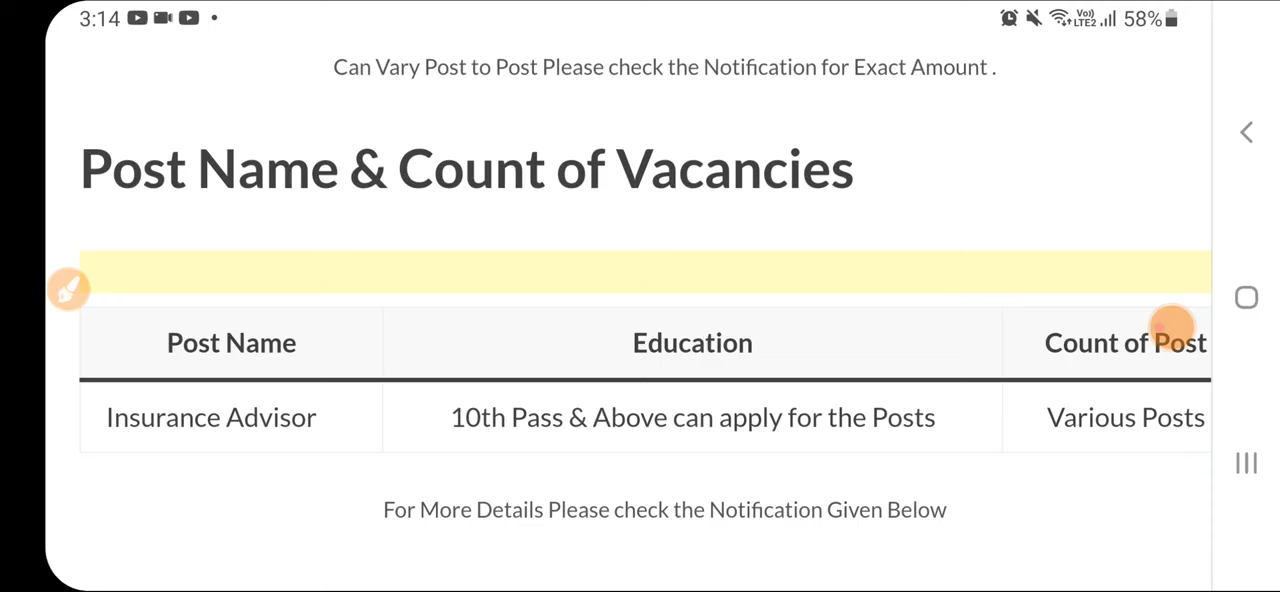 3:14
Vo)) LTE2 58%
Can Vary Post to Post Please check the Notification for Exact Amount .
Post Name & Count of Vacancies
Post Name Education Count of Post
Insurance Advisor 10th Pass & Above can apply for the Posts Various Posts
For More Details Please check the Notification Given Below